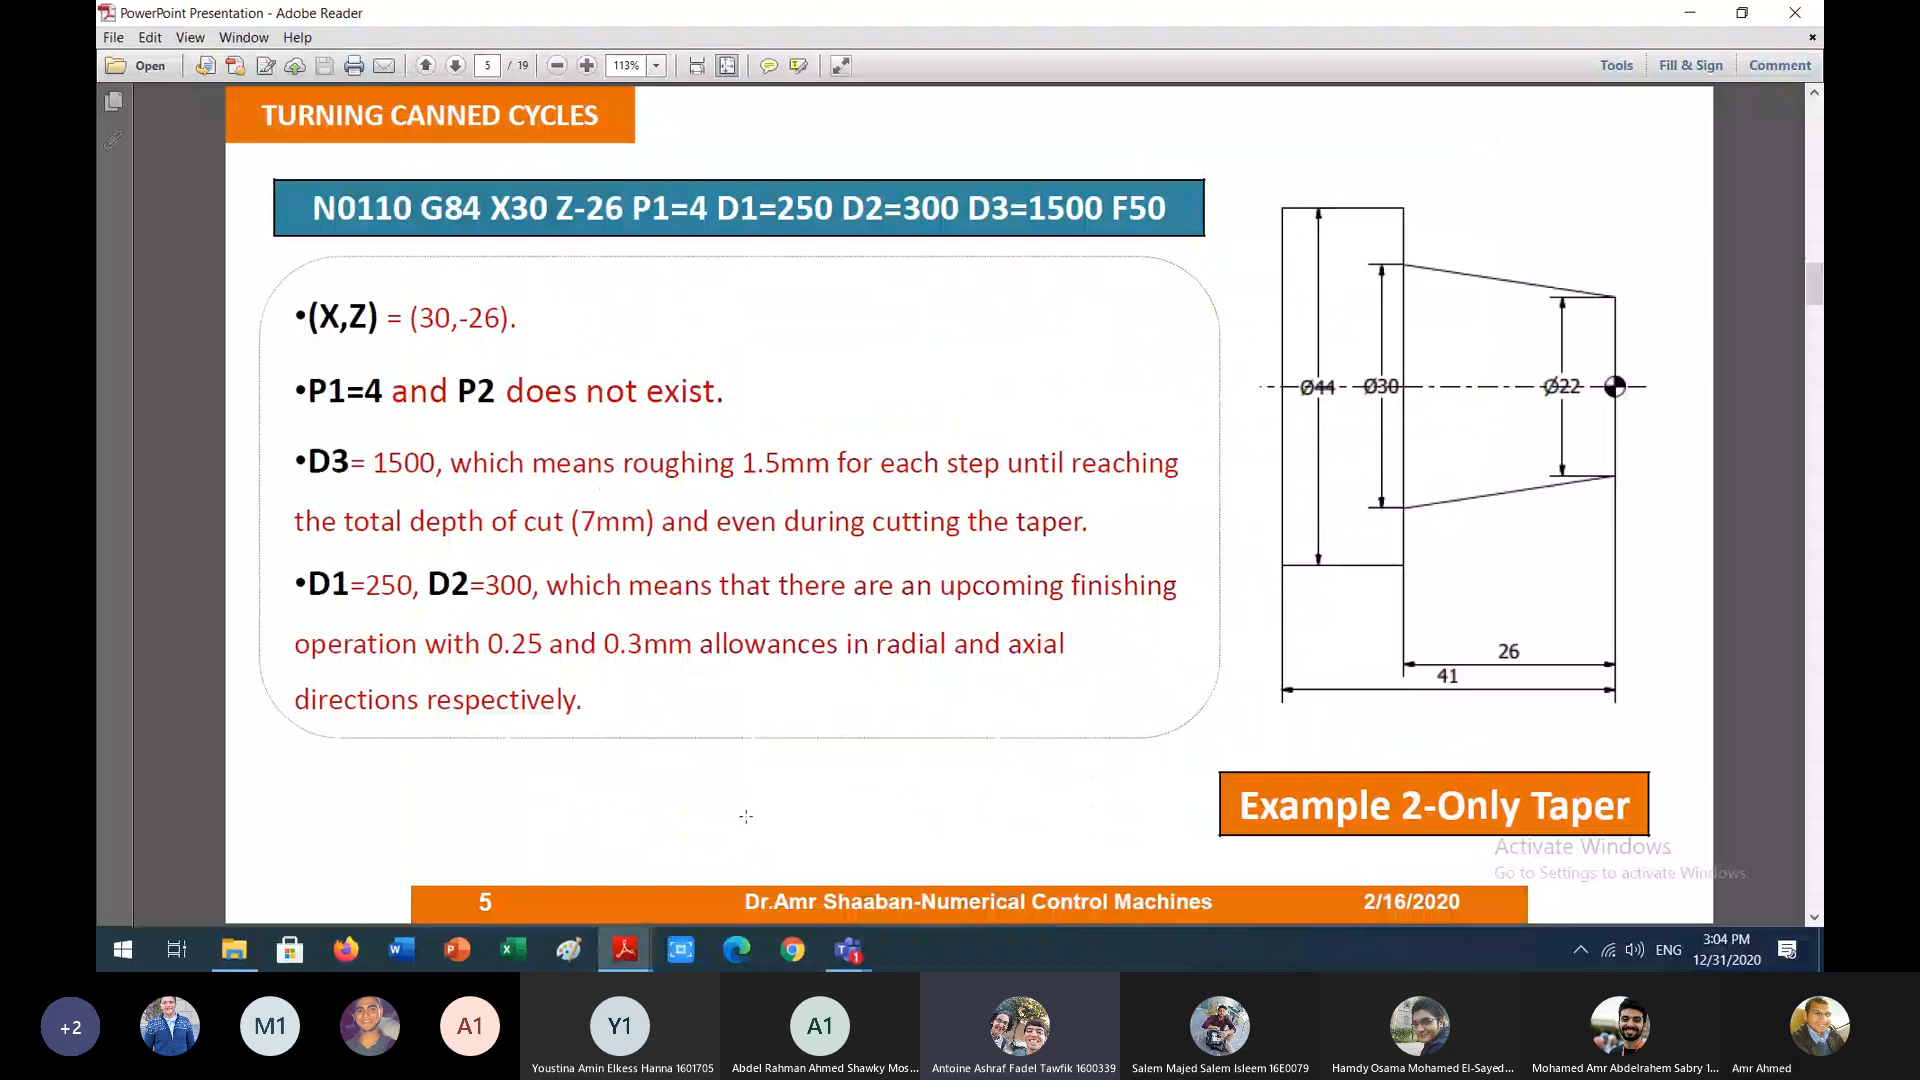 PowerPoint Presentation - Adobe Reader
File Edit View Window Help
Open 5 / 19 113% Tools Fill & Sign Comment
TURNING CANNED CYCLES
N0110 G84 X30 Z-26 P1=4 D1=250 D2=300 D3=1500 F50
•(X,Z) = (30,-26).
•P1=4 and P2 does not exist.
•D3= 1500, which means roughing 1.5mm for each step until reaching
the total depth of cut (7mm) and even during cutting the taper.
•D1=250, D2=300, which means that there are an upcoming finishing
operation with 0.25 and 0.3mm allowances in radial and axial
directions respectively.
Ø44 Ø30 Ø22
26
41
Example 2-Only Taper
Activate Windows
Go to Settings to activate Windows.
5 Dr.Amr Shaaban-Numerical Control Machines 2/16/2020
1 ENG 3:04 PM
12/31/2020
+2 M1 A1 Y1 A1
Youstina Amin Elkess Hanna 1601705 Abdel Rahman Ahmed Shawky Mos... Antoine Ashraf Fadel Tawfik 1600339 Salem Majed Salem Isleem 16E0079 Hamdy Osama Mohamed El-Sayed... Mohamed Amr Abdelrahem Sabry 1... Amr Ahmed